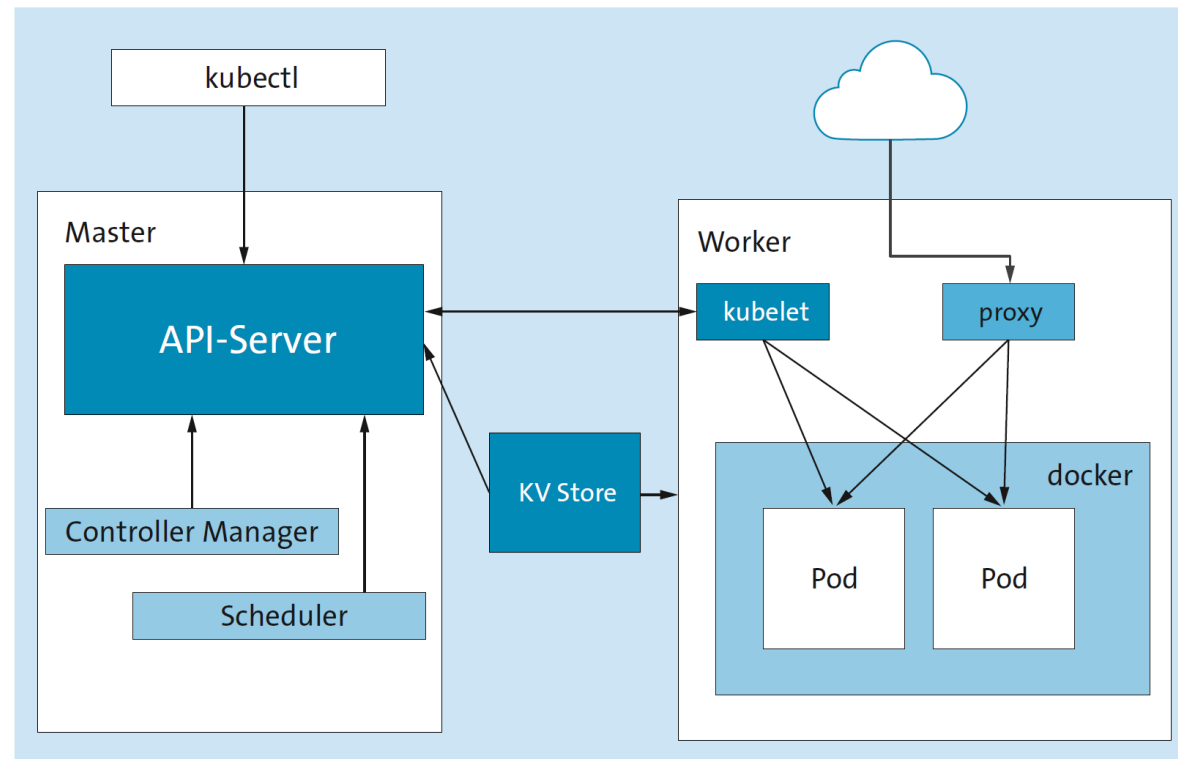 kubectl
Master
API-Server
Controller Manager
Scheduler
KV Store
Worker
kubelet
proxy
docker
Pod
Pod